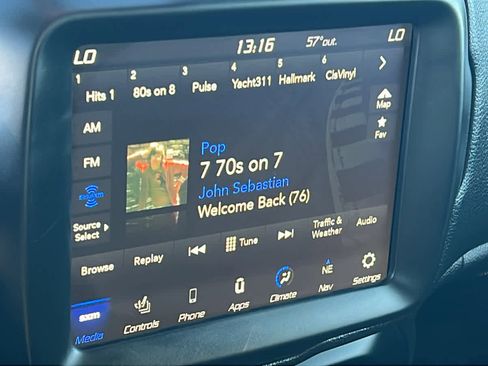 LO 13:16 57°out. LO
1 2 3 4 5 6
Hits 1 80s on 8 Pulse Yacht311 Hallmark ClsVinyl
AM
Map
Fav
FM
Pop
7 70s on 7
John Sebastian
Welcome Back (76)
Source
Select
Browse Replay Tune Traffic &
Weather Audio
sxm
Media Controls Phone Apps Climate NE
Nav Settings